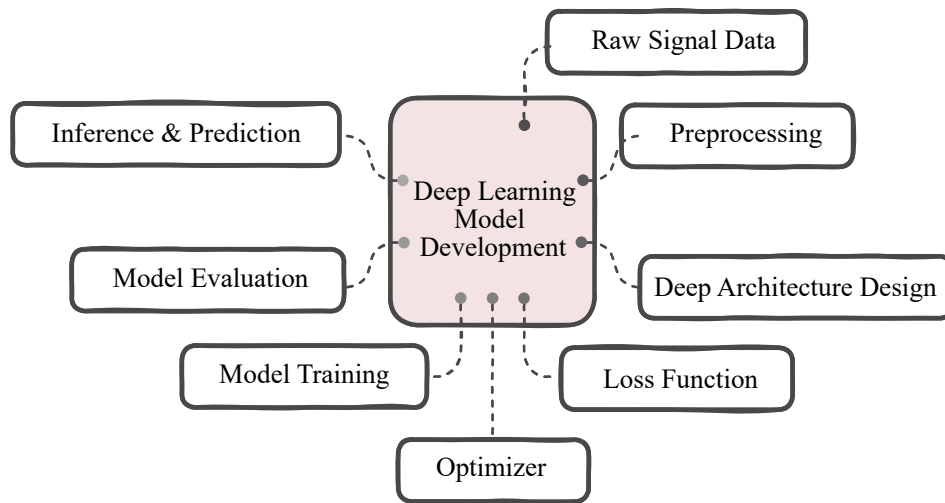 Raw Signal Data
Inference & Prediction
Preprocessing
Deep Learning
Model
Development
Model Evaluation
Deep Architecture Design
Model Training
Loss Function
Optimizer